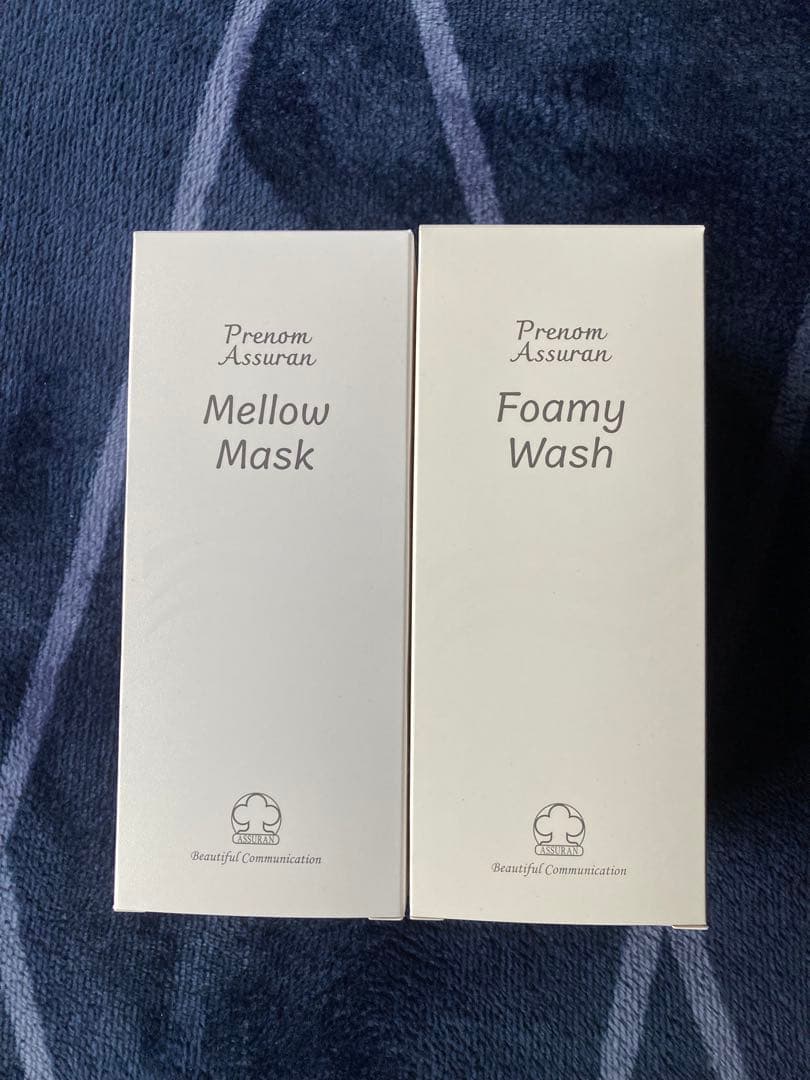 Prenom
Assuran
Mellow
Mask
ASSURAN
Beautiful Communication
Prenom
Assuran
Foamy
Wash
ASSURAN
Beautiful Communication